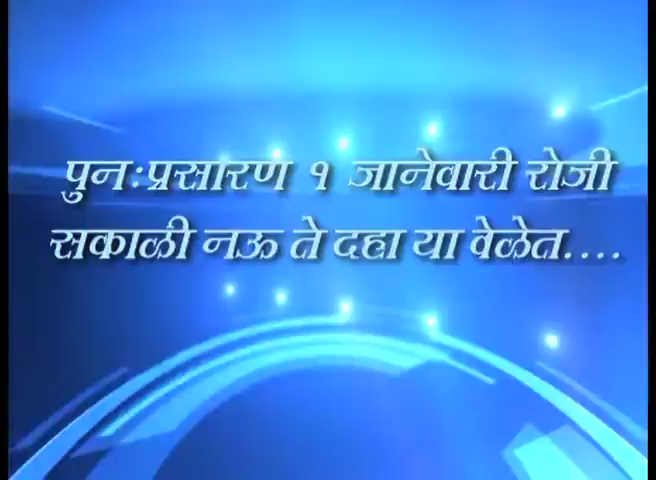 पुनःप्रसारण १ जानेवारी रोजी
सकाळी नऊ ते दहा या वेळेत....